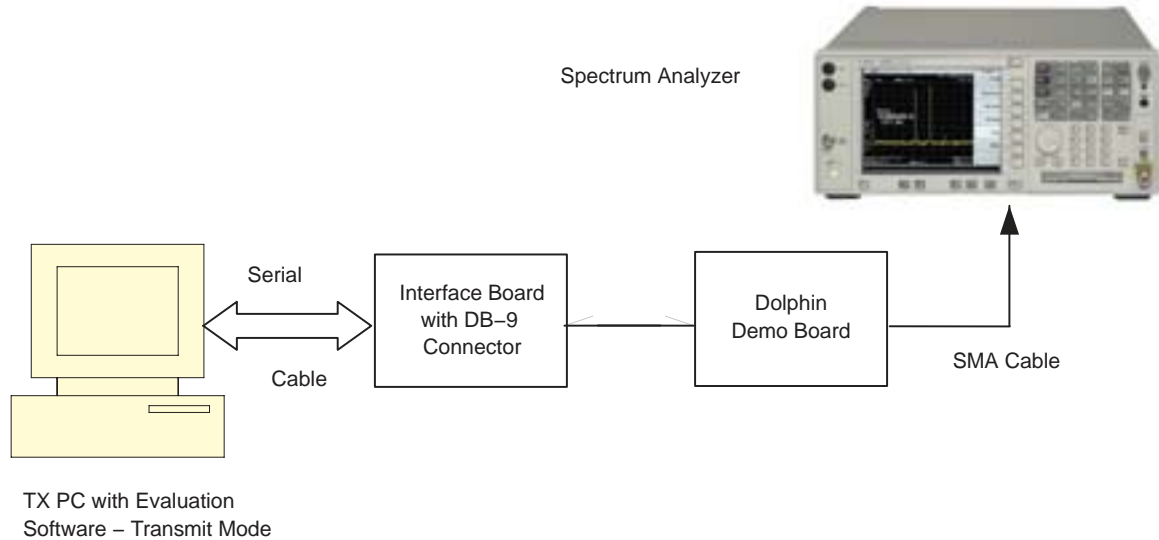 Spectrum Analyzer
Serial
Cable
Interface Board
with DB−9
Connector
Dolphin
Demo Board
SMA Cable
TX PC with Evaluation
Software − Transmit Mode